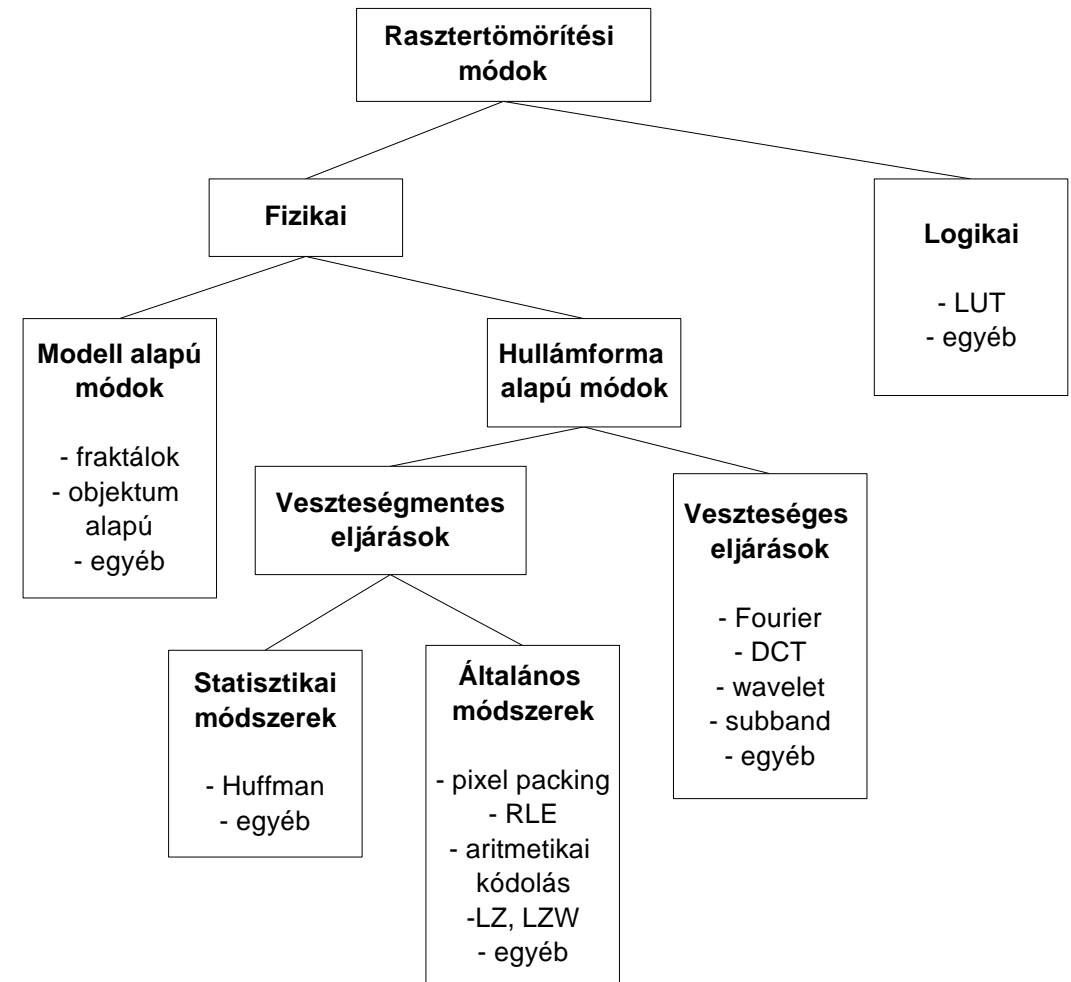 Rasztertömörítési
módok
Fizikai
Logikai
- LUT
- egyéb
Modell alapú
módok
- fraktálok
- objektum
alapú
- egyéb
Hullámforma
alapú módok
Veszteségmentes
eljárások
Veszteséges
eljárások
- Fourier
- DCT
- wavelet
- subband
- egyéb
Statisztikai
módszerek
- Huffman
- egyéb
Általános
módszerek
- pixel packing
- RLE
- aritmetikai
kódolás
-LZ, LZW
- egyéb